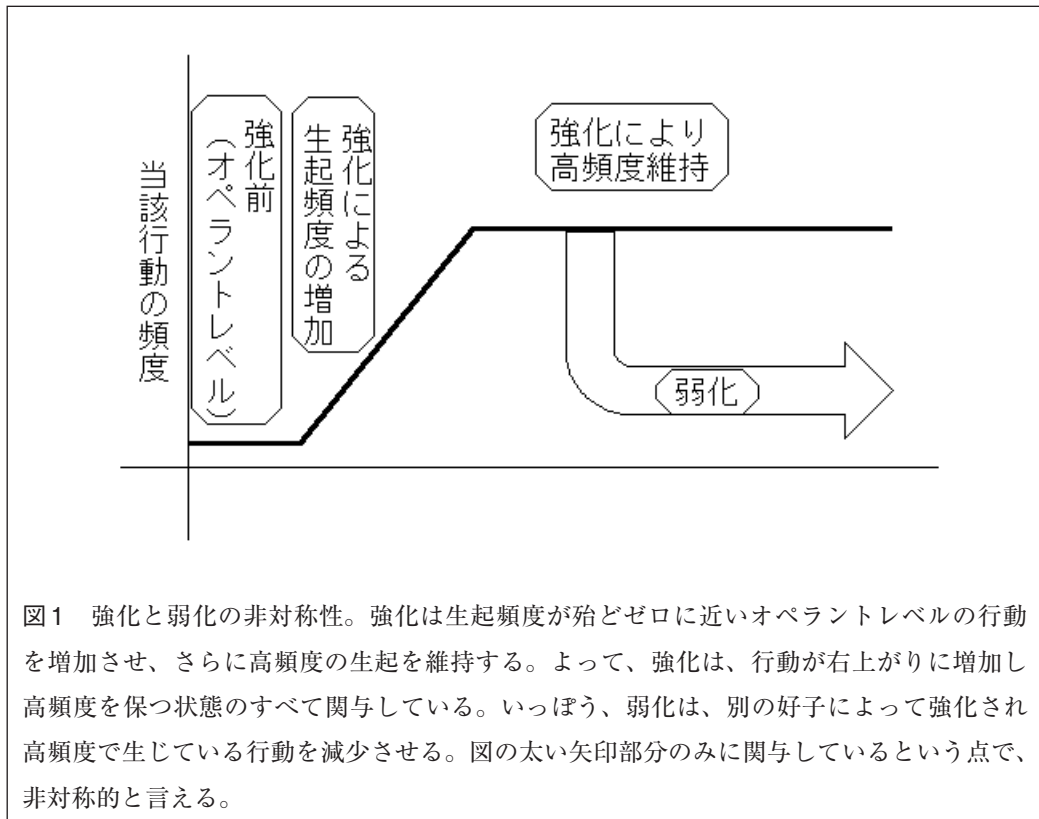 当該行動の頻度
強化前
（オペラントレベル）
強化による
生起頻度の増加
強化により
高頻度維持
弱化
図1　強化と弱化の非対称性。強化は生起頻度が殆どゼロに近いオペラントレベルの行動
を増加させ、さらに高頻度の生起を維持する。よって、強化は、行動が右上がりに増加し
高頻度を保つ状態のすべて関与している。いっぽう、弱化は、別の好子によって強化され
高頻度で生じている行動を減少させる。図の太い矢印部分のみに関与しているという点で、
非対称的と言える。